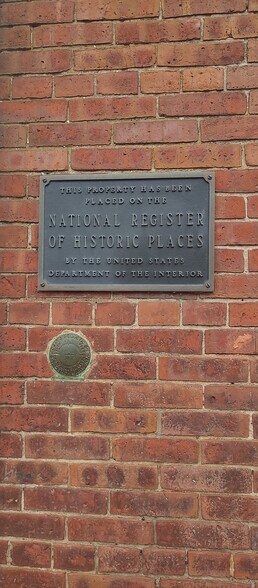 THIS PROPERTY HAS BEEN
PLACED ON THE
NATIONAL REGISTER
OF HISTORIC PLACES
BY THE UNITED STATES
DEPARTMENT OF THE INTERIOR